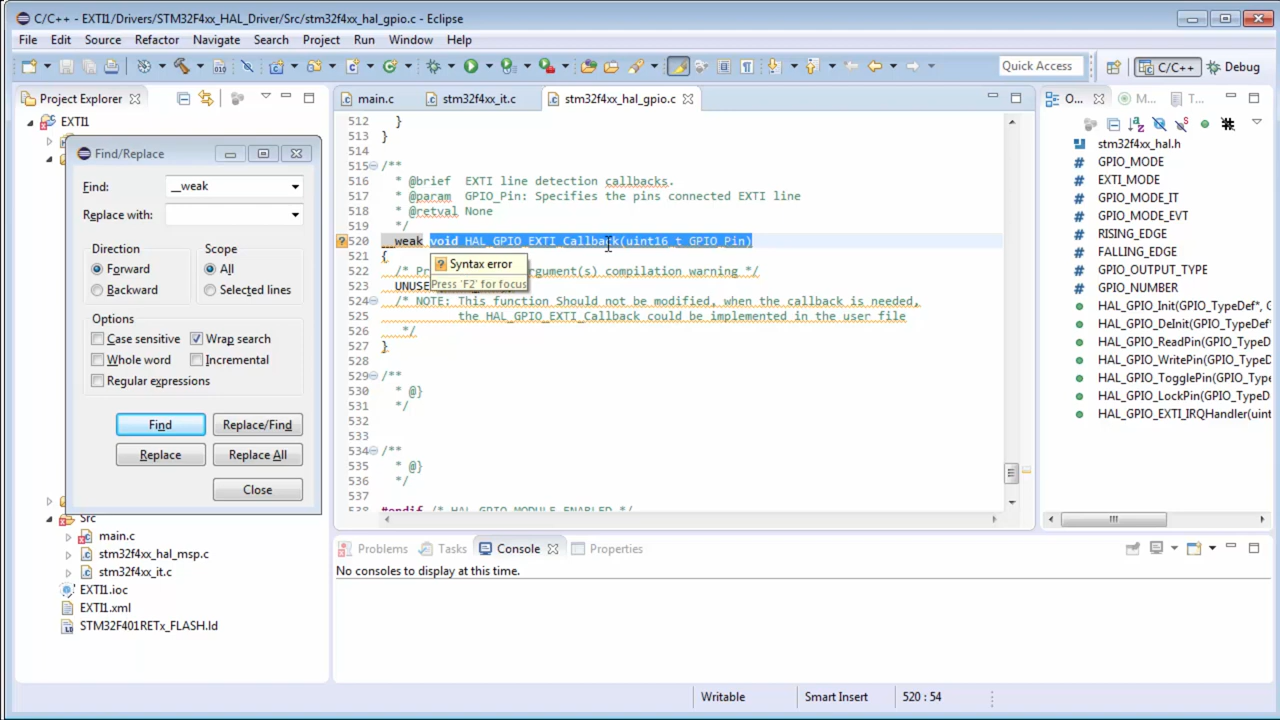 C/C++ - EXTI1/Drivers/STM32F4xx_HAL_Driver/Src/stm32f4xx_hal_gpio.c - Eclipse
File Edit Source Refactor Navigate Search Project Run Window Help
Quick Access
C/C++
Debug
Project Explorer
EXTI1
Find/Replace
Find:
__weak
Replace with:
Direction
Forward
Backward
Scope
All
Selected lines
Options
Case sensitive
Wrap search
Whole word
Incremental
Regular expressions
Find
Replace/Find
Replace
Replace All
Close
Src
main.c
stm32f4xx_hal_msp.c
stm32f4xx_it.c
EXTI1.ioc
EXTI1.xml
STM32F401RETx_FLASH.ld
main.c
stm32f4xx_it.c
stm32f4xx_hal_gpio.c
512 }
513 }
514
515 /**
516 * @brief EXTI line detection callbacks.
517 * @param GPIO_Pin: Specifies the pins connected EXTI line
518 * @retval None
519 */
520 __weak void HAL_GPIO_EXTI_Callback(uint16_t GPIO_Pin)
521 {
522 /* Pr rgument(s) compilation warning */
523 UNUSE
524 /* NOTE: This function Should not be modified, when the callback is needed,
525 the HAL_GPIO_EXTI_Callback could be implemented in the user file
526 */
527 }
528
529 /**
530 * @}
531 */
532
533
534 /**
535 * @}
536 */
537
538 #endif /* HAL_GPIO_MODULE_ENABLED */
Syntax error
Press 'F2' for focus
Problems
Tasks
Console
Properties
No consoles to display at this time.
O...
M...
T...
stm32f4xx_hal.h
GPIO_MODE
EXTI_MODE
GPIO_MODE_IT
GPIO_MODE_EVT
RISING_EDGE
FALLING_EDGE
GPIO_OUTPUT_TYPE
GPIO_NUMBER
HAL_GPIO_Init(GPIO_TypeDef*, G
HAL_GPIO_DeInit(GPIO_TypeDef*
HAL_GPIO_ReadPin(GPIO_TypeD
HAL_GPIO_WritePin(GPIO_TypeD
HAL_GPIO_TogglePin(GPIO_Type
HAL_GPIO_LockPin(GPIO_TypeD
HAL_GPIO_EXTI_IRQHandler(uint
Writable
Smart Insert
520 : 54